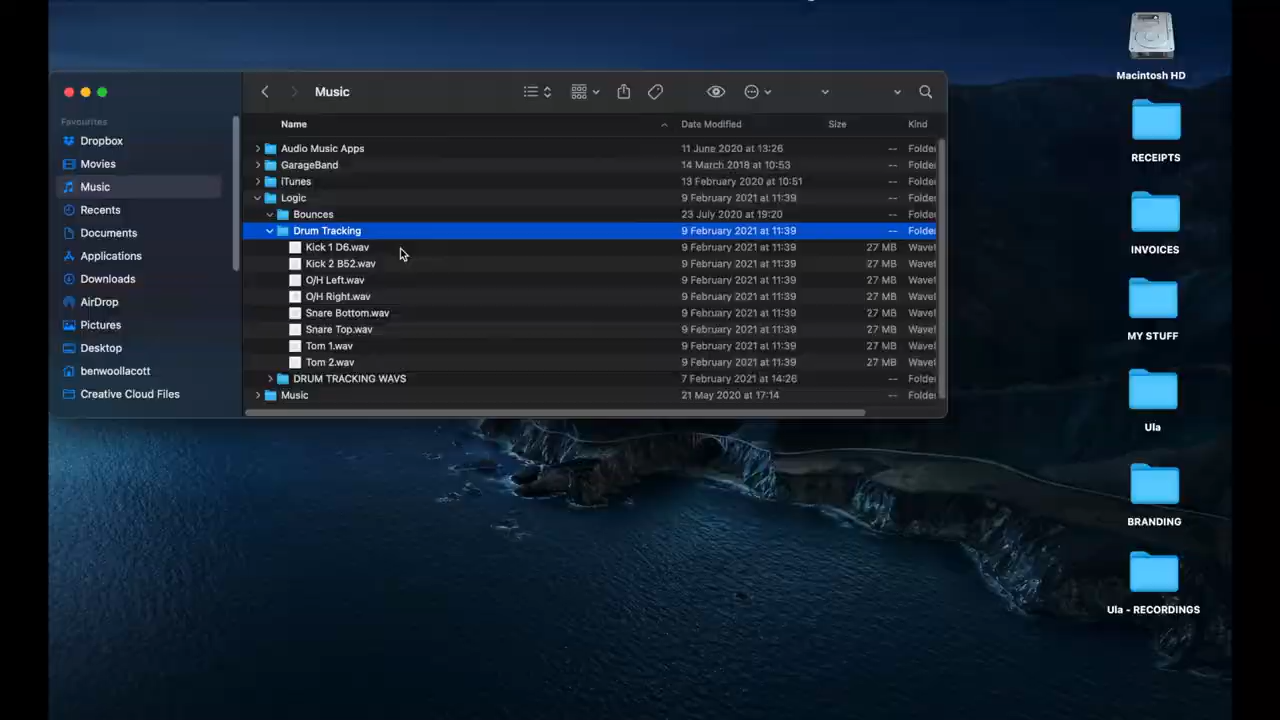 Music
Name
Date Modified
Size
Kind
Favourites
Dropbox
Movies
Music
Recents
Documents
Applications
Downloads
AirDrop
Pictures
Desktop
benwoollacott
Creative Cloud Files
Audio Music Apps 11 June 2020 at 13:26 -- Folder
GarageBand 14 March 2018 at 10:53 -- Folder
iTunes 13 February 2020 at 10:51 -- Folder
Logic 9 February 2021 at 11:39 -- Folder
Bounces 23 July 2020 at 19:20 -- Folder
Drum Tracking 9 February 2021 at 11:39 -- Folder
Kick 1 D6.wav 9 February 2021 at 11:39 27 MB Wavef
Kick 2 B52.wav 9 February 2021 at 11:39 27 MB Wavef
O/H Left.wav 9 February 2021 at 11:39 27 MB Wavef
O/H Right.wav 9 February 2021 at 11:39 27 MB Wavef
Snare Bottom.wav 9 February 2021 at 11:39 27 MB Wavef
Snare Top.wav 9 February 2021 at 11:39 27 MB Wavef
Tom 1.wav 9 February 2021 at 11:39 27 MB Wavef
Tom 2.wav 9 February 2021 at 11:39 27 MB Wavef
DRUM TRACKING WAVS 7 February 2021 at 14:26 -- Folder
Music 21 May 2020 at 17:14 -- Folder
Macintosh HD
RECEIPTS
INVOICES
MY STUFF
Ula
BRANDING
Ula - RECORDINGS